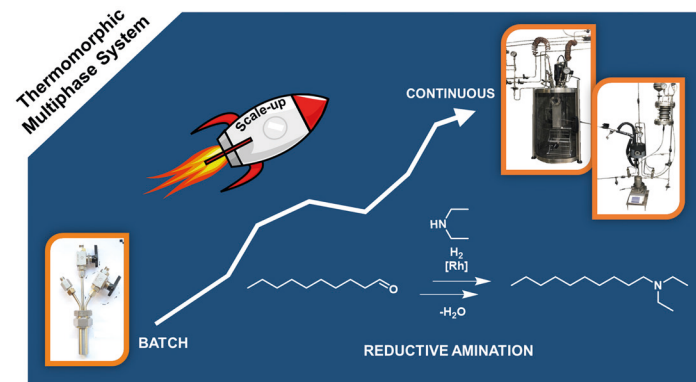 Thermomorphic
Multiphase System
Scale-up
CONTINUOUS
HN
H₂
[Rh]
O
N
-H₂O
BATCH
REDUCTIVE AMINATION